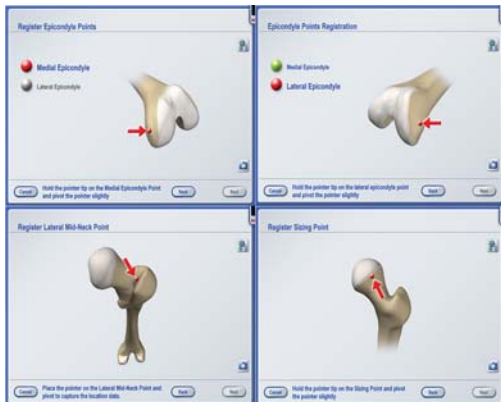 Register Epicondyle Points
Medial Epicondyle
Lateral Epicondyle
Cancel
Hold the pointer tip on the Medial Epicondyle Point
and pivot the pointer slightly
Back
Next
Epicondyle Points Registration
Medial Epicondyle
Lateral Epicondyle
Cancel
Hold the pointer tip on the lateral epicondyle point
and pivot the pointer slightly
Back
Next
Register Lateral Mid-Neck Point
Cancel
Place the pointer on the Lateral Mid-Neck Point and
pivot to capture the location data.
Back
Next
Register Sizing Point
Cancel
Hold the pointer tip on the Sizing Point and pivot
the pointer slightly
Back
Next